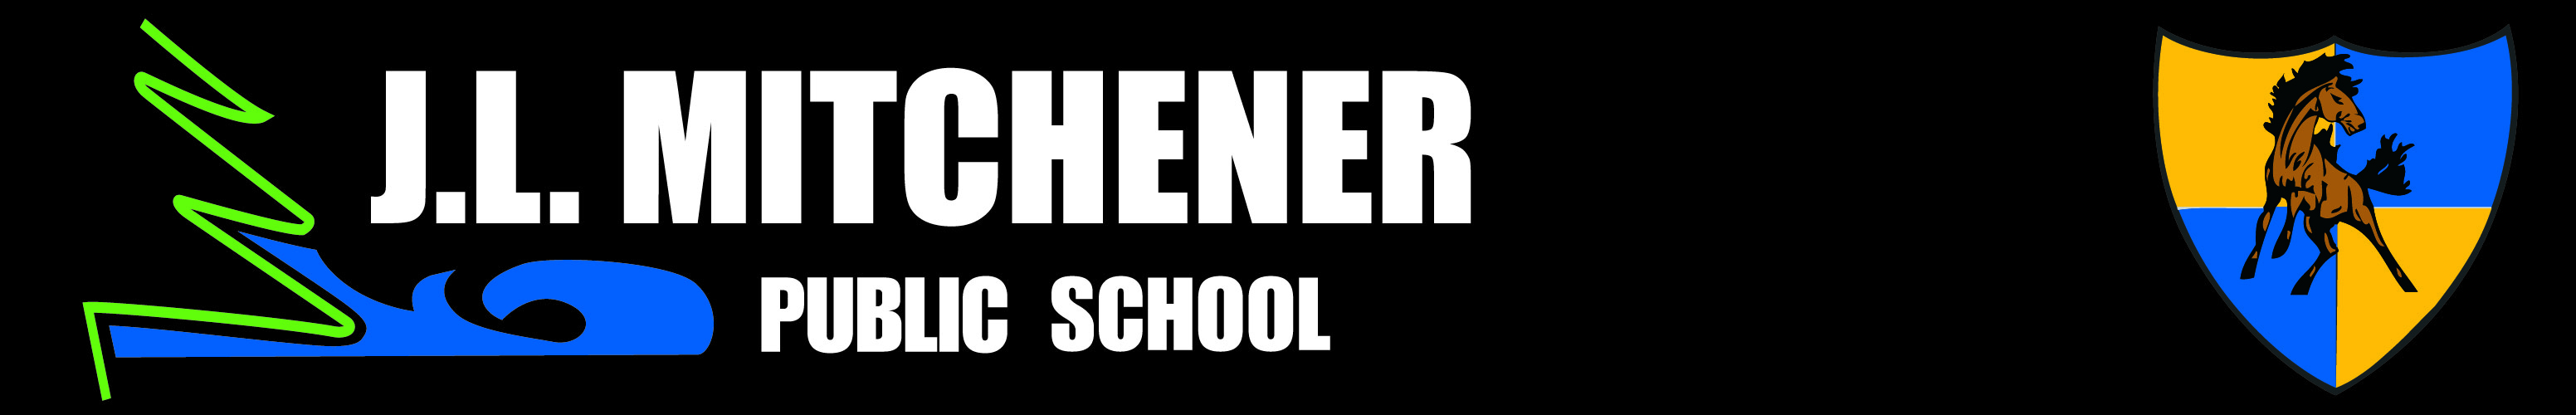 J.L. MITCHENER
PUBLIC SCHOOL